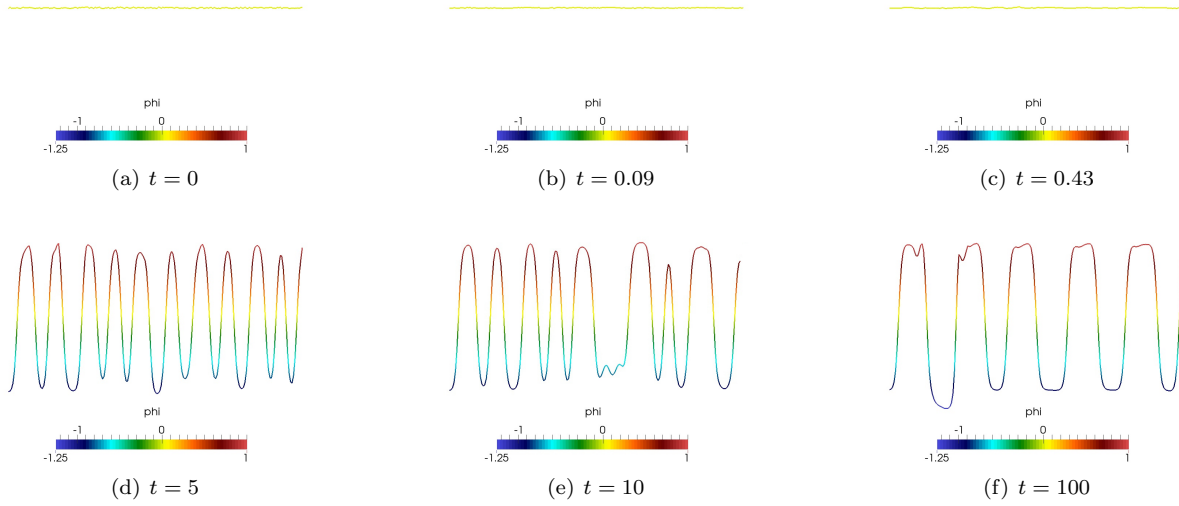 phi phi phi
-1 0 -1 0 -1 0
-1.25 1 -1.25 1 -1.25 1
(a) t = 0 (b) t = 0.09 (c) t = 0.43
phi phi phi
-1 0 -1 0 -1 0
-1.25 1 -1.25 1 -1.25 1
(d) t = 5 (e) t = 10 (f) t = 100